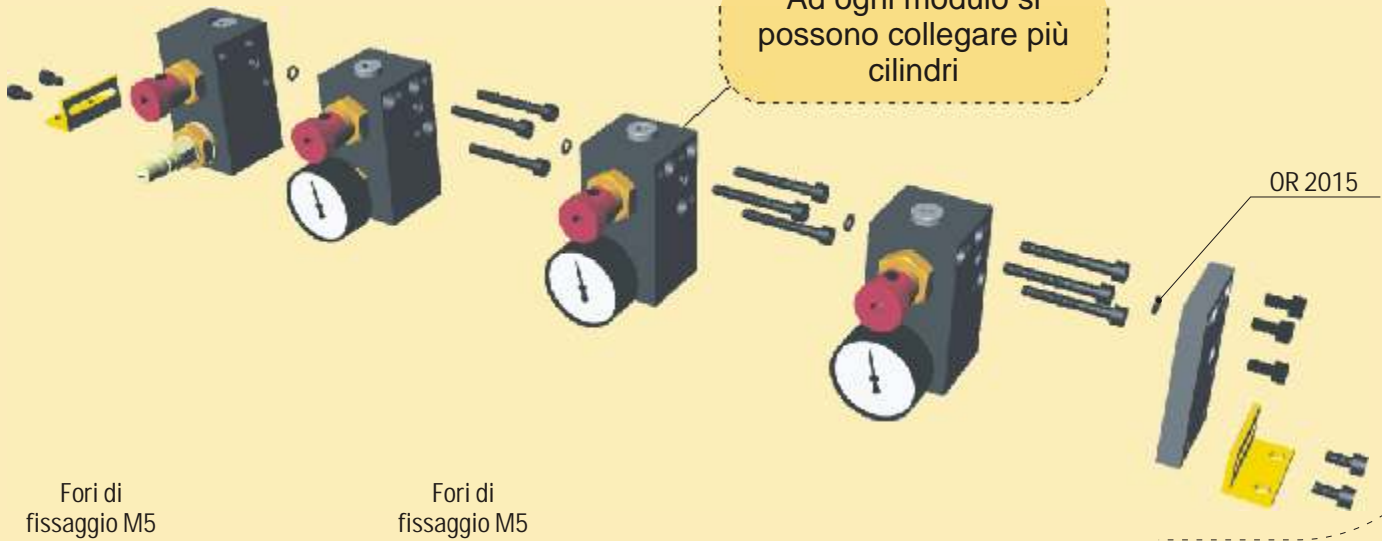 Ad ogni modulo si
possono collegare più
cilindri
OR 2015
Fori di
fissaggio M5
Fori di
fissaggio M5